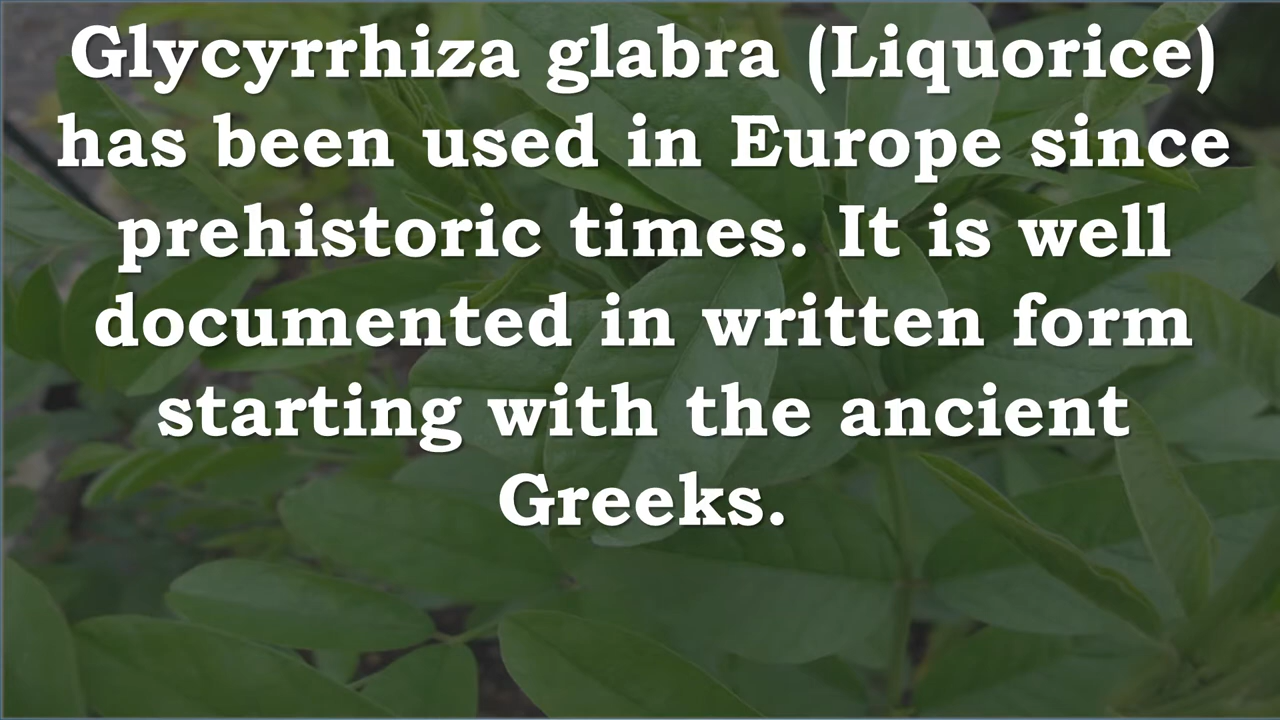 Glycyrrhiza glabra (Liquorice)
has been used in Europe since
prehistoric times. It is well
documented in written form
starting with the ancient
Greeks.